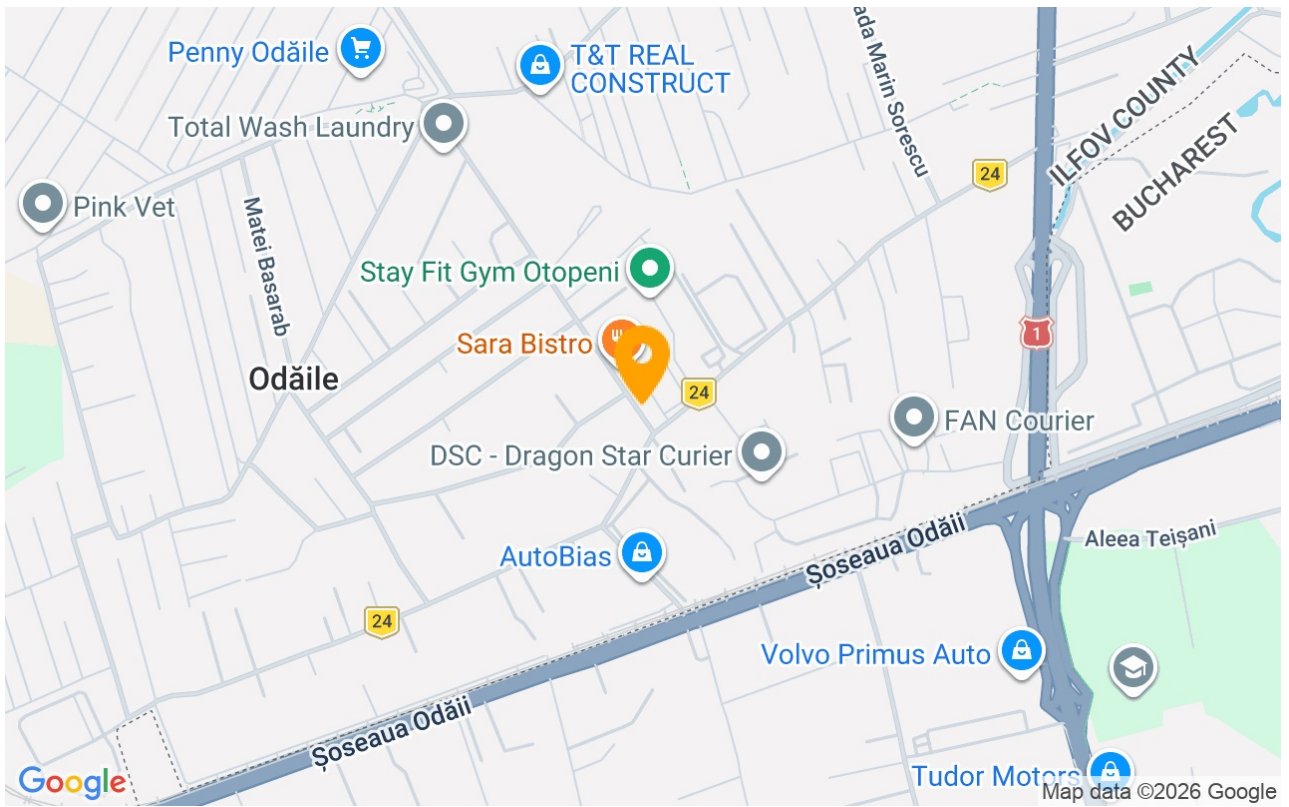 Penny Odăile
T&T REAL
CONSTRUCT
ada Marin Sorescu
ILFOV COUNTY
BUCHAREST
Total Wash Laundry
24
Pink Vet
Matei Basarab
Stay Fit Gym Otopeni
1
Sara Bistro
Odăile
24
FAN Courier
DSC - Dragon Star Curier
Șoseaua Odăii
Aleea Teișani
AutoBias
24
Volvo Primus Auto
Șoseaua Odăii
Tudor Motors
Google
Map data ©2026 Google